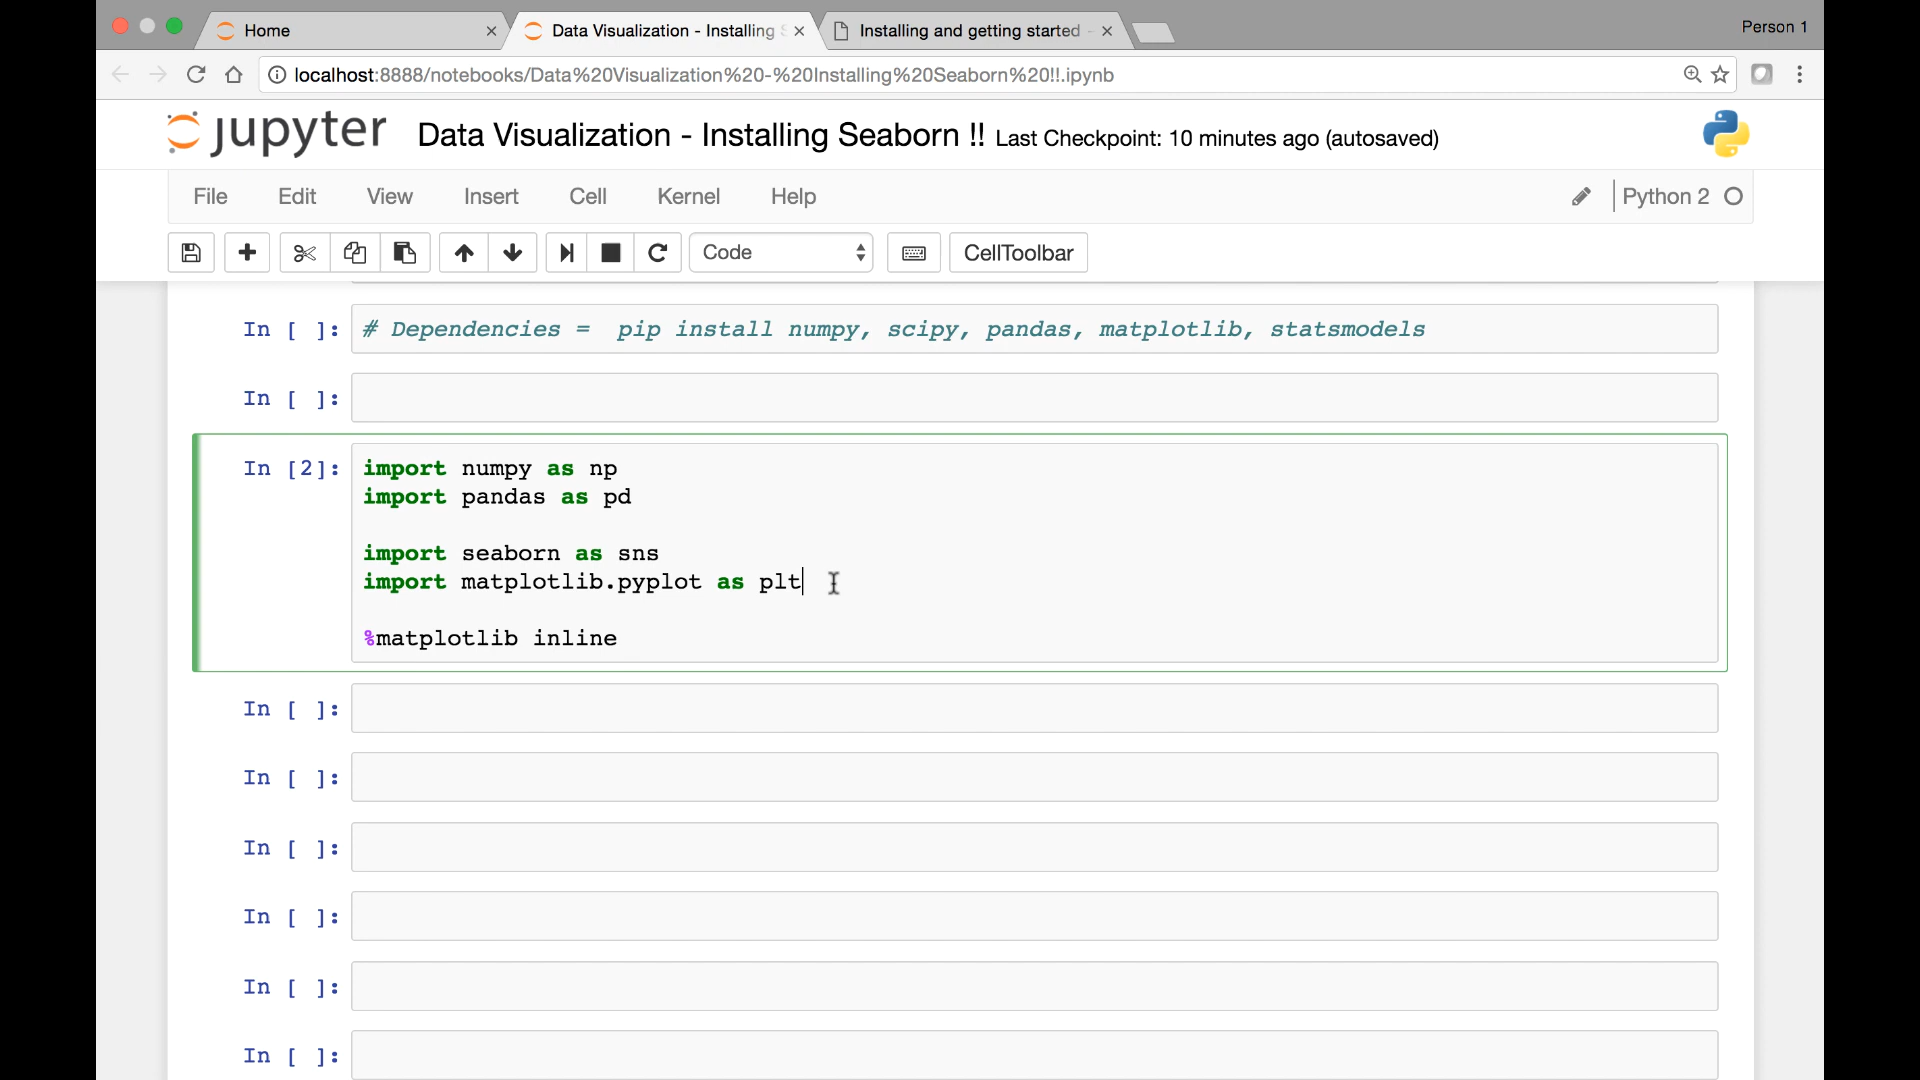 Home
Data Visualization - Installing S
Installing and getting started -
Person 1
localhost:8888/notebooks/Data%20Visualization%20-%20Installing%20Seaborn%20!!.ipynb
jupyter Data Visualization - Installing Seaborn !! Last Checkpoint: 10 minutes ago (autosaved)
File Edit View Insert Cell Kernel Help Python 2
Code CellToolbar
In [ ]: # Dependencies =  pip install numpy, scipy, pandas, matplotlib, statsmodels
In [ ]:
In [2]: import numpy as np
import pandas as pd
import seaborn as sns
import matplotlib.pyplot as plt
%matplotlib inline
In [ ]:
In [ ]:
In [ ]:
In [ ]:
In [ ]:
In [ ]: